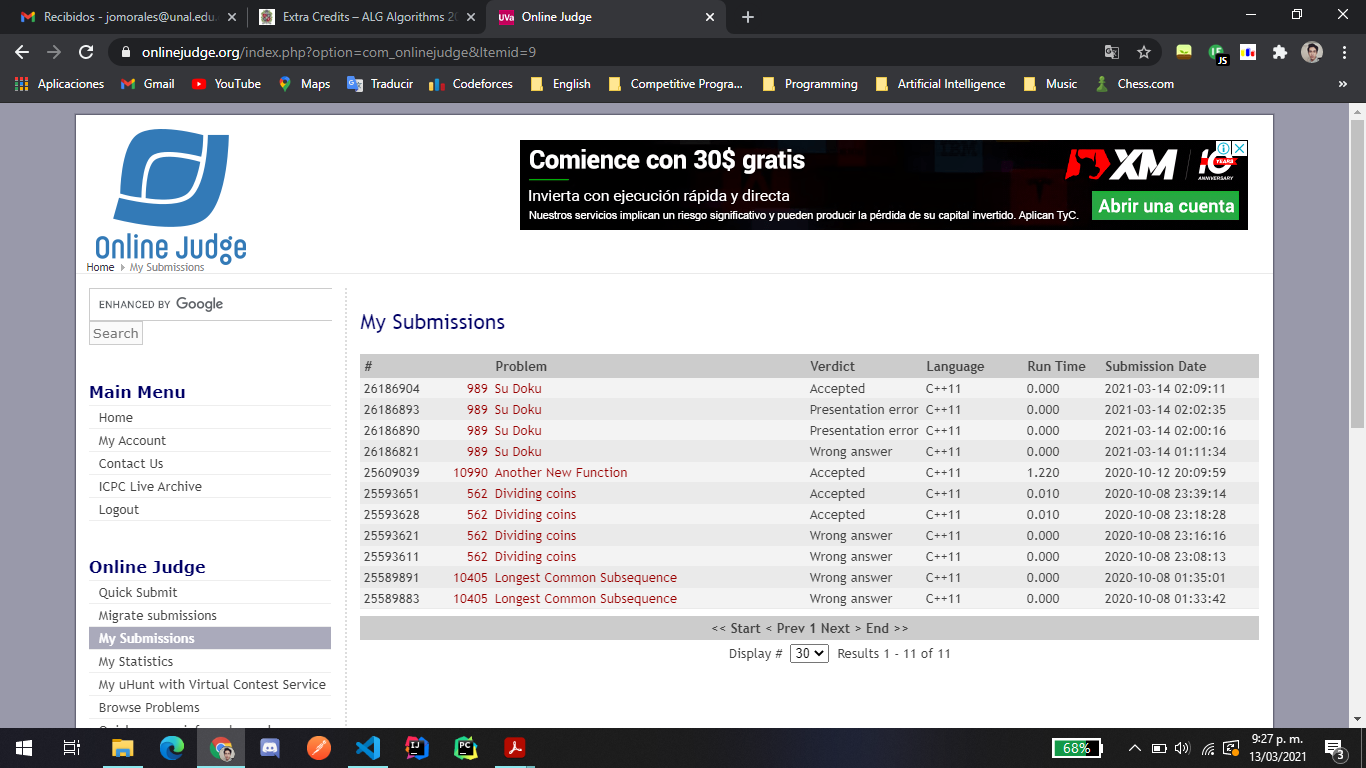 Recibidos - jomorales@unal.edu.
Extra Credits – ALG Algorithms 20
UVa Online Judge
onlinejudge.org/index.php?option=com_onlinejudge&Itemid=9
JS
Aplicaciones Gmail YouTube Maps Traducir Codeforces English Competitive Progra... Programming Artificial Intelligence Music Chess.com »
Online Judge
Comience con 30$ gratis
Invierta con ejecución rápida y directa
Nuestros servicios implican un riesgo significativo y pueden producir la pérdida de su capital invertido. Aplican TyC.
XM
10 YEARS
ANNIVERSARY
Abrir una cuenta
Home My Submissions
ENHANCED BY Google
Search
Main Menu
Home
My Account
Contact Us
ICPC Live Archive
Logout
Online Judge
Quick Submit
Migrate submissions
My Submissions
My Statistics
My uHunt with Virtual Contest Service
Browse Problems
My Submissions
# Problem Verdict Language Run Time Submission Date
26186904 989 Su Doku Accepted C++11 0.000 2021-03-14 02:09:11
26186893 989 Su Doku Presentation error C++11 0.000 2021-03-14 02:02:35
26186890 989 Su Doku Presentation error C++11 0.000 2021-03-14 02:00:16
26186821 989 Su Doku Wrong answer C++11 0.000 2021-03-14 01:11:34
25609039 10990 Another New Function Accepted C++11 1.220 2020-10-12 20:09:59
25593651 562 Dividing coins Accepted C++11 0.010 2020-10-08 23:39:14
25593628 562 Dividing coins Accepted C++11 0.010 2020-10-08 23:18:28
25593621 562 Dividing coins Wrong answer C++11 0.000 2020-10-08 23:16:16
25593611 562 Dividing coins Wrong answer C++11 0.000 2020-10-08 23:08:13
25589891 10405 Longest Common Subsequence Wrong answer C++11 0.000 2020-10-08 01:35:01
25589883 10405 Longest Common Subsequence Wrong answer C++11 0.000 2020-10-08 01:33:42
<< Start < Prev 1 Next > End >>
Display # 30 Results 1 - 11 of 11
68%
9:27 p. m.
13/03/2021
3